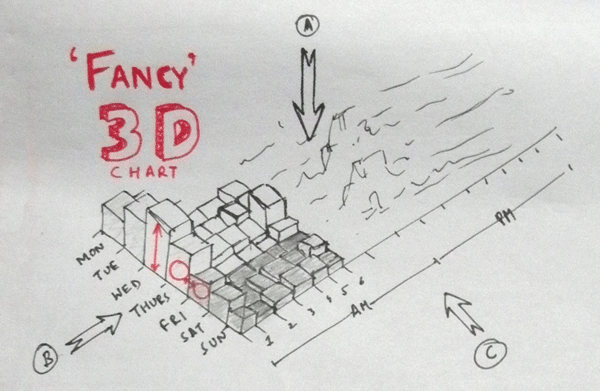 A
'FANCY'
3D
CHART
MON
TUE
WED
THURS
FRI
SAT
SUN
1 2 3 4 5 6
AM
PM
B
C